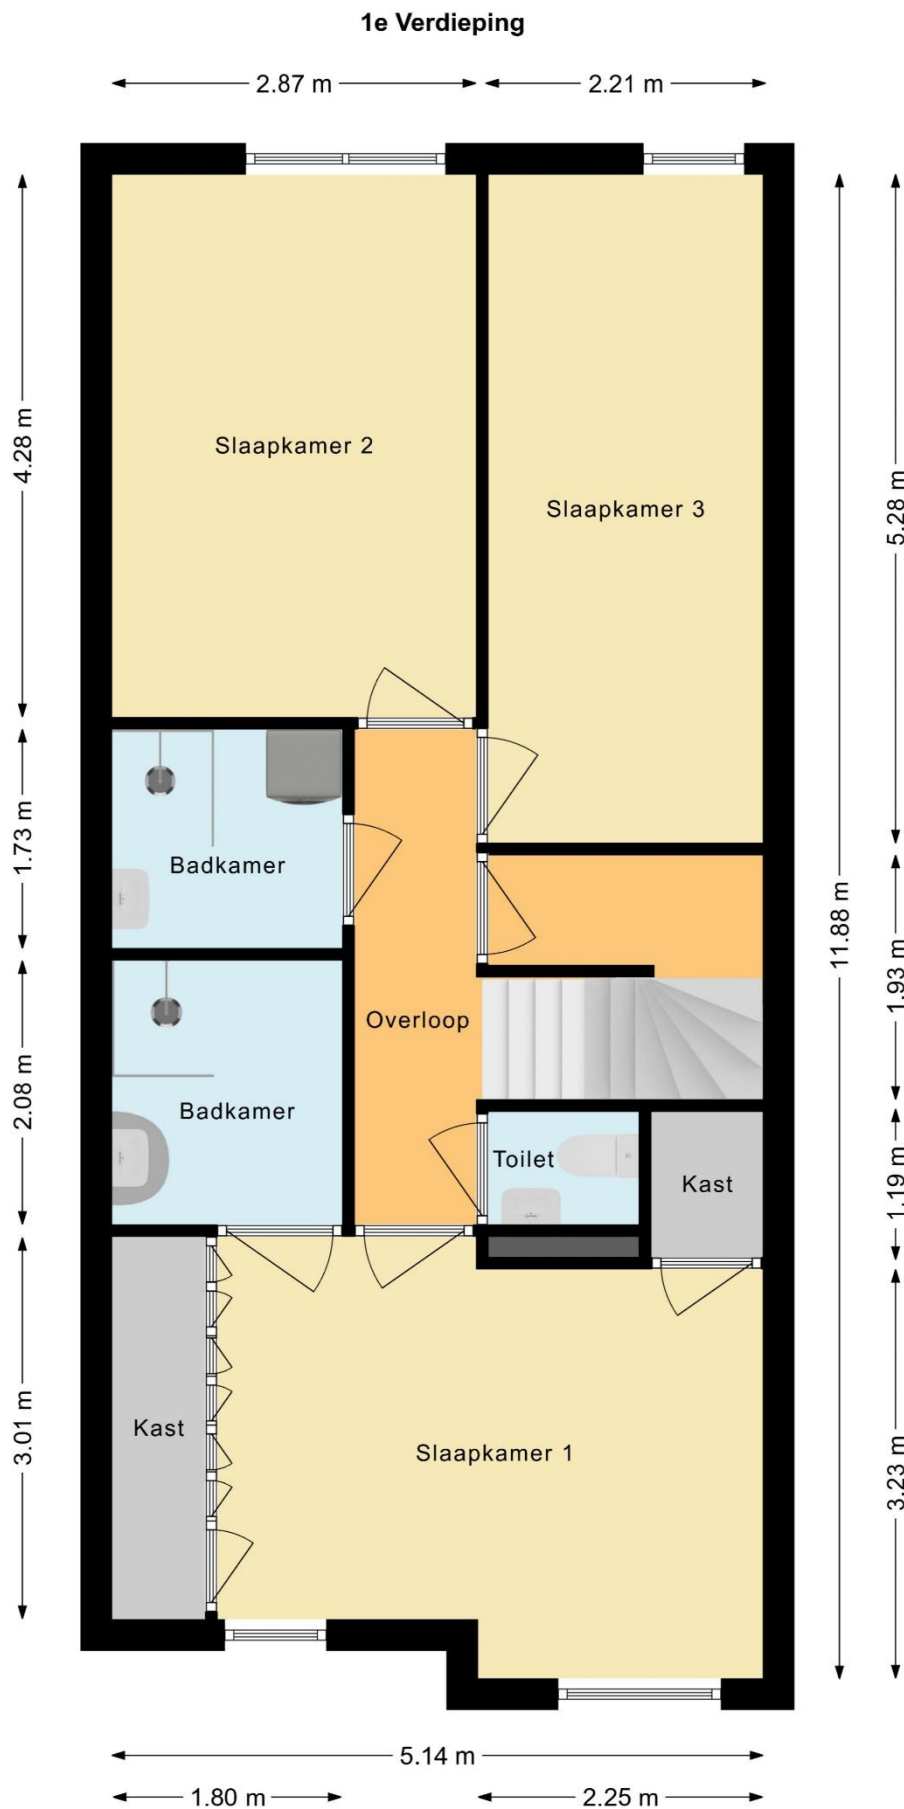 1e Verdieping
2.87 m
2.21 m
4.28 m
5.28 m
Slaapkamer 2
Slaapkamer 3
1.73 m
Badkamer
11.88 m
1.93 m
Overloop
2.08 m
Badkamer
Toilet
Kast
1.19 m
3.01 m
Kast
Slaapkamer 1
3.23 m
5.14 m
1.80 m
2.25 m